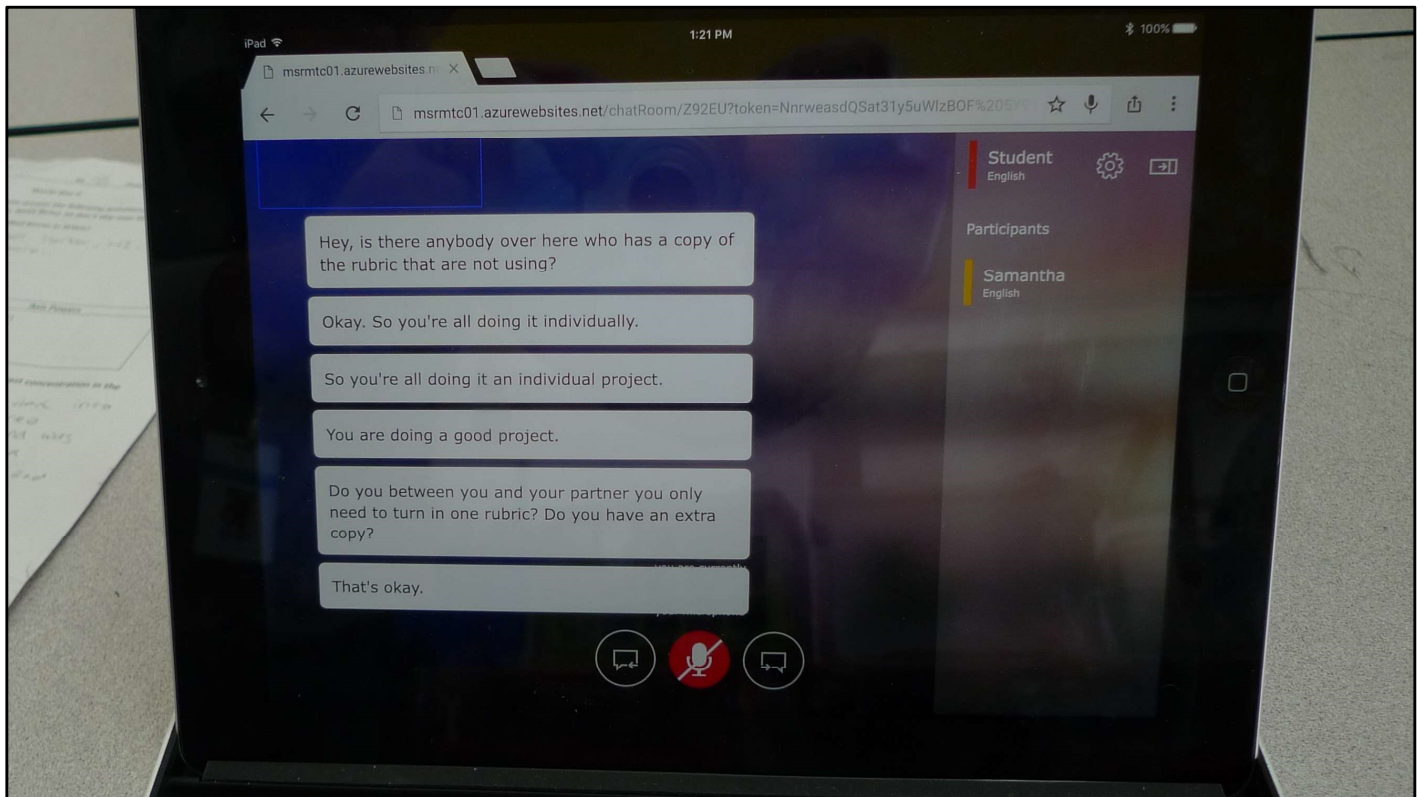 iPad
1:21 PM
100%
msrmtc01.azurewebsites.n
msrmtc01.azurewebsites.net/chatRoom/Z92EU?token=NnrweasdQSat31y5uWlzBOF%205
Student
English
Hey, is there anybody over here who has a copy of
the rubric that are not using?
Participants
Okay. So you're all doing it individually.
Samantha
English
So you're all doing it an individual project.
You are doing a good project.
Do you between you and your partner you only
need to turn in one rubric? Do you have an extra
copy?
you are currently
That's okay.